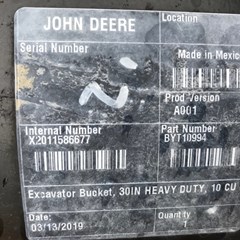 JOHN DEERE
Location
Serial Number
Made in Mexico
Prod Version
A001
Internal Number
X2011586677
Part Number
BYT10994
Excavator Bucket, 30IN HEAVY DUTY, 10 CU
Date:
03/13/2019
Quantity
1